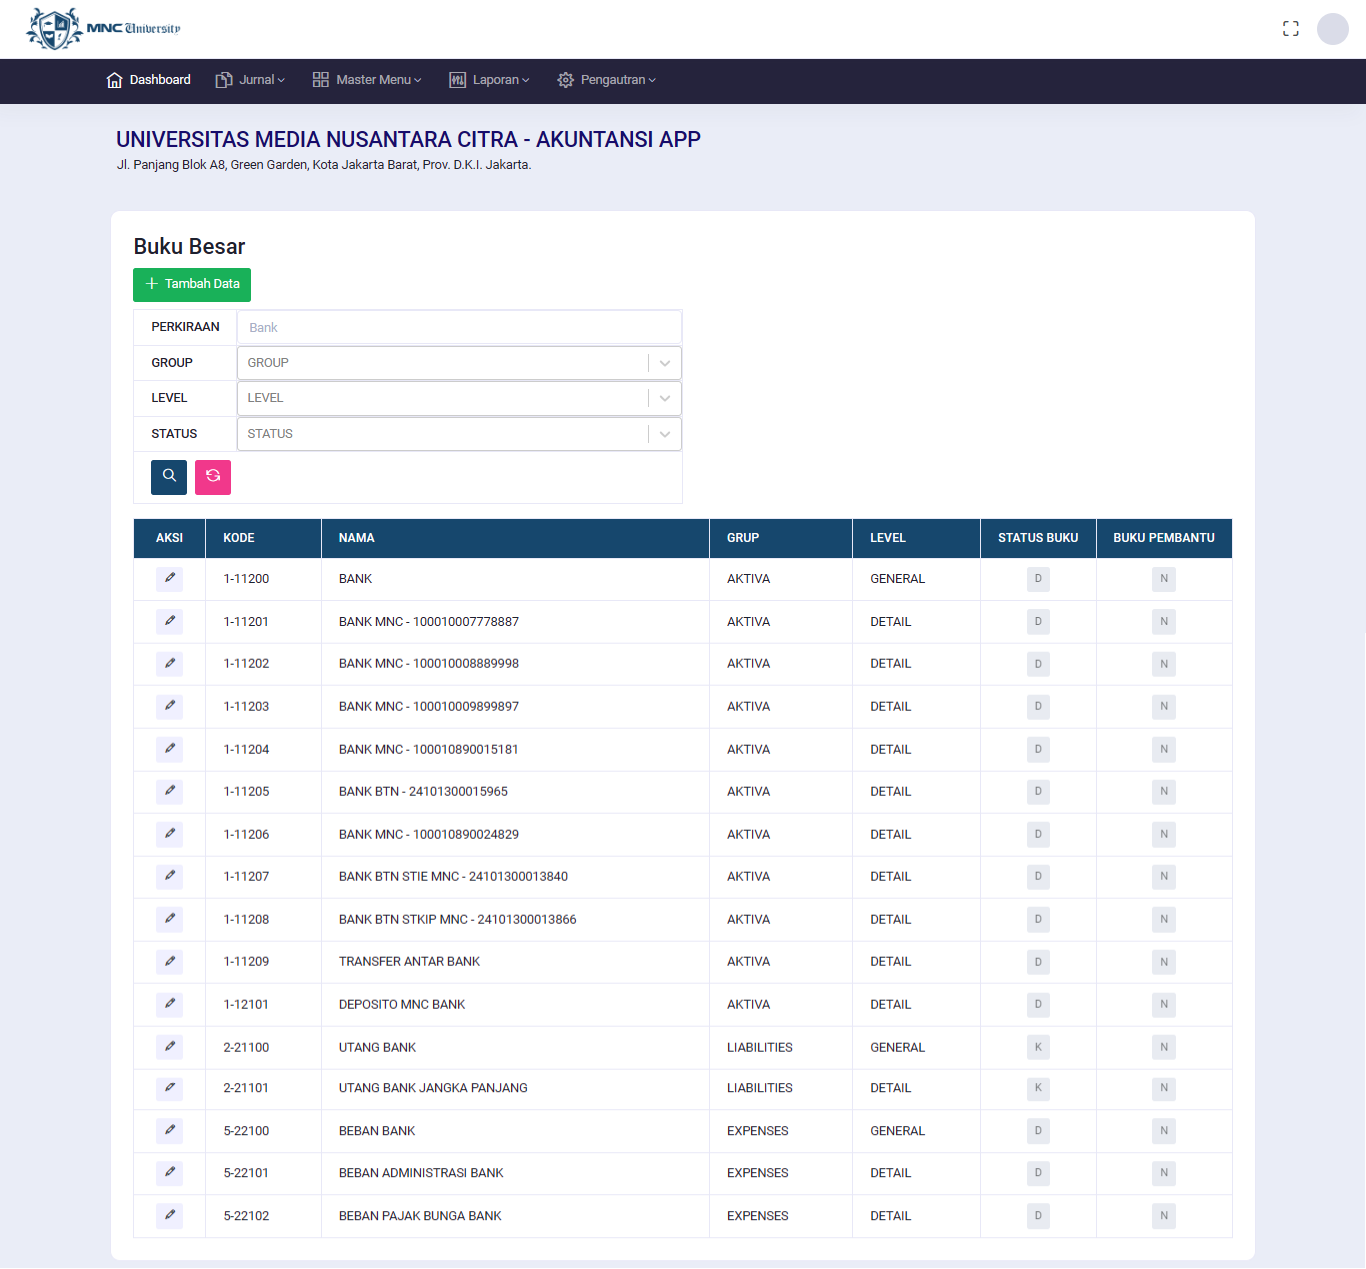 MNC University
Dashboard Jurnal Master Menu Laporan Pengautran
UNIVERSITAS MEDIA NUSANTARA CITRA - AKUNTANSI APP
Jl. Panjang Blok A8, Green Garden, Kota Jakarta Barat, Prov. D.K.I. Jakarta.
Buku Besar
+ Tambah Data
PERKIRAAN Bank
GROUP GROUP
LEVEL LEVEL
STATUS STATUS
AKSI KODE NAMA GRUP LEVEL STATUS BUKU BUKU PEMBANTU
1-11200 BANK AKTIVA GENERAL D N
1-11201 BANK MNC - 100010007778887 AKTIVA DETAIL D N
1-11202 BANK MNC - 100010008889998 AKTIVA DETAIL D N
1-11203 BANK MNC - 100010009899897 AKTIVA DETAIL D N
1-11204 BANK MNC - 100010890015181 AKTIVA DETAIL D N
1-11205 BANK BTN - 24101300015965 AKTIVA DETAIL D N
1-11206 BANK MNC - 100010890024829 AKTIVA DETAIL D N
1-11207 BANK BTN STIE MNC - 24101300013840 AKTIVA DETAIL D N
1-11208 BANK BTN STKIP MNC - 24101300013866 AKTIVA DETAIL D N
1-11209 TRANSFER ANTAR BANK AKTIVA DETAIL D N
1-12101 DEPOSITO MNC BANK AKTIVA DETAIL D N
2-21100 UTANG BANK LIABILITIES GENERAL K N
2-21101 UTANG BANK JANGKA PANJANG LIABILITIES DETAIL K N
5-22100 BEBAN BANK EXPENSES GENERAL D N
5-22101 BEBAN ADMINISTRASI BANK EXPENSES DETAIL D N
5-22102 BEBAN PAJAK BUNGA BANK EXPENSES DETAIL D N